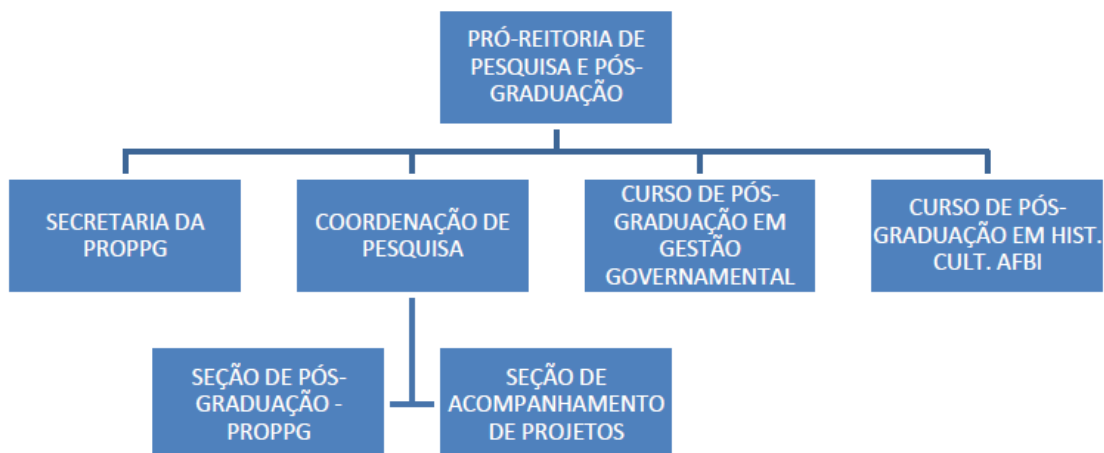 PRÓ-REITORIA DE
PESQUISA E PÓS-
GRADUAÇÃO
SECRETARIA DA
PROPPG
COORDENAÇÃO DE
PESQUISA
CURSO DE PÓS-
GRADUAÇÃO EM
GESTÃO
GOVERNAMENTAL
CURSO DE PÓS-
GRADUAÇÃO EM HIST.
CULT. AFBI
SEÇÃO DE PÓS-
GRADUAÇÃO -
PROPPG
SEÇÃO DE
ACOMPANHAMENTO
DE PROJETOS